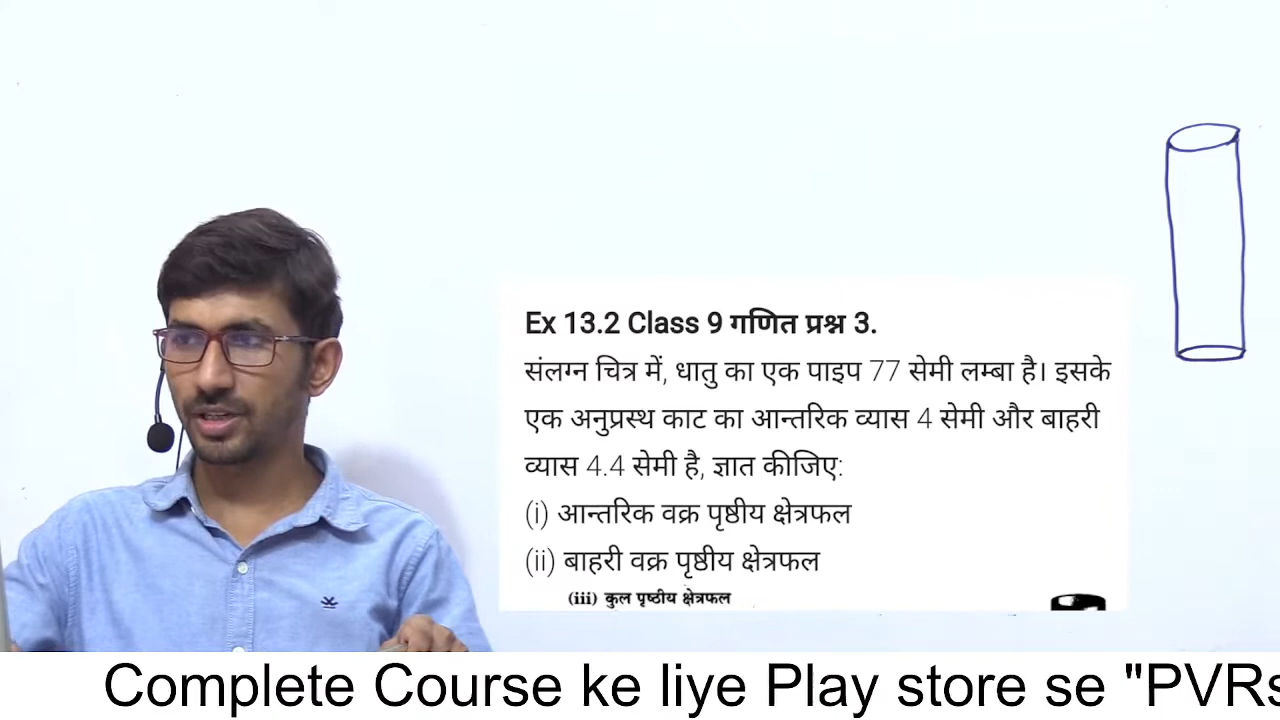 Ex 13.2 Class 9 गणित प्रश्न 3.
संलग्न चित्र में, धातु का एक पाइप 77 सेमी लम्बा है। इसके
एक अनुप्रस्थ काट का आन्तरिक व्यास 4 सेमी और बाहरी
व्यास 4.4 सेमी है, ज्ञात कीजिए:
(i) आन्तरिक वक्र पृष्ठीय क्षेत्रफल
(ii) बाहरी वक्र पृष्ठीय क्षेत्रफल
(iii) कुल पृष्ठीय क्षेत्रफल
Complete Course ke liye Play store se "PVRs